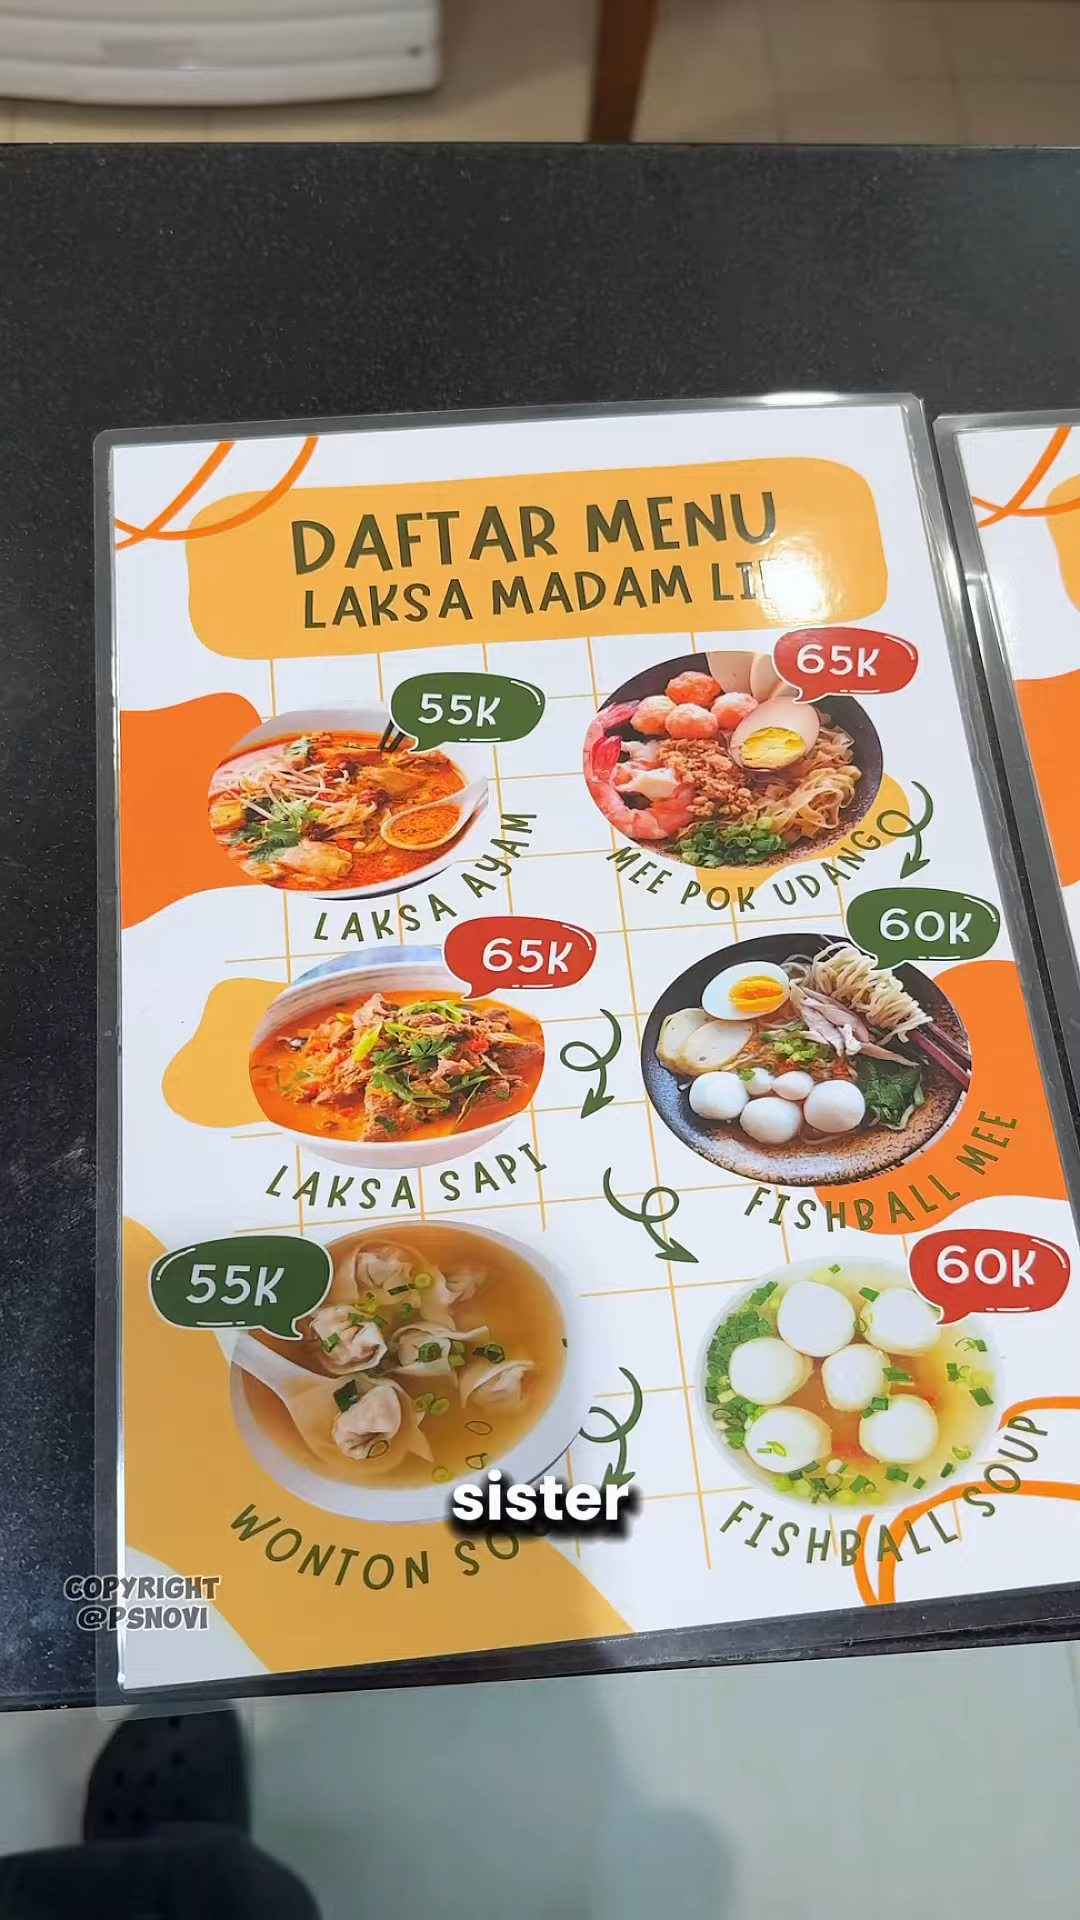 DAFTAR MENU
LAKSA MADAM
55K
LAKSA AYAM
65K
MEE POK UDANG
65K
LAKSA SAPI
60K
FISHBALL MEE
55K
WONTON
60K
FISHBALL SOUP
sister
COPYRIGHT
@PSNOVI